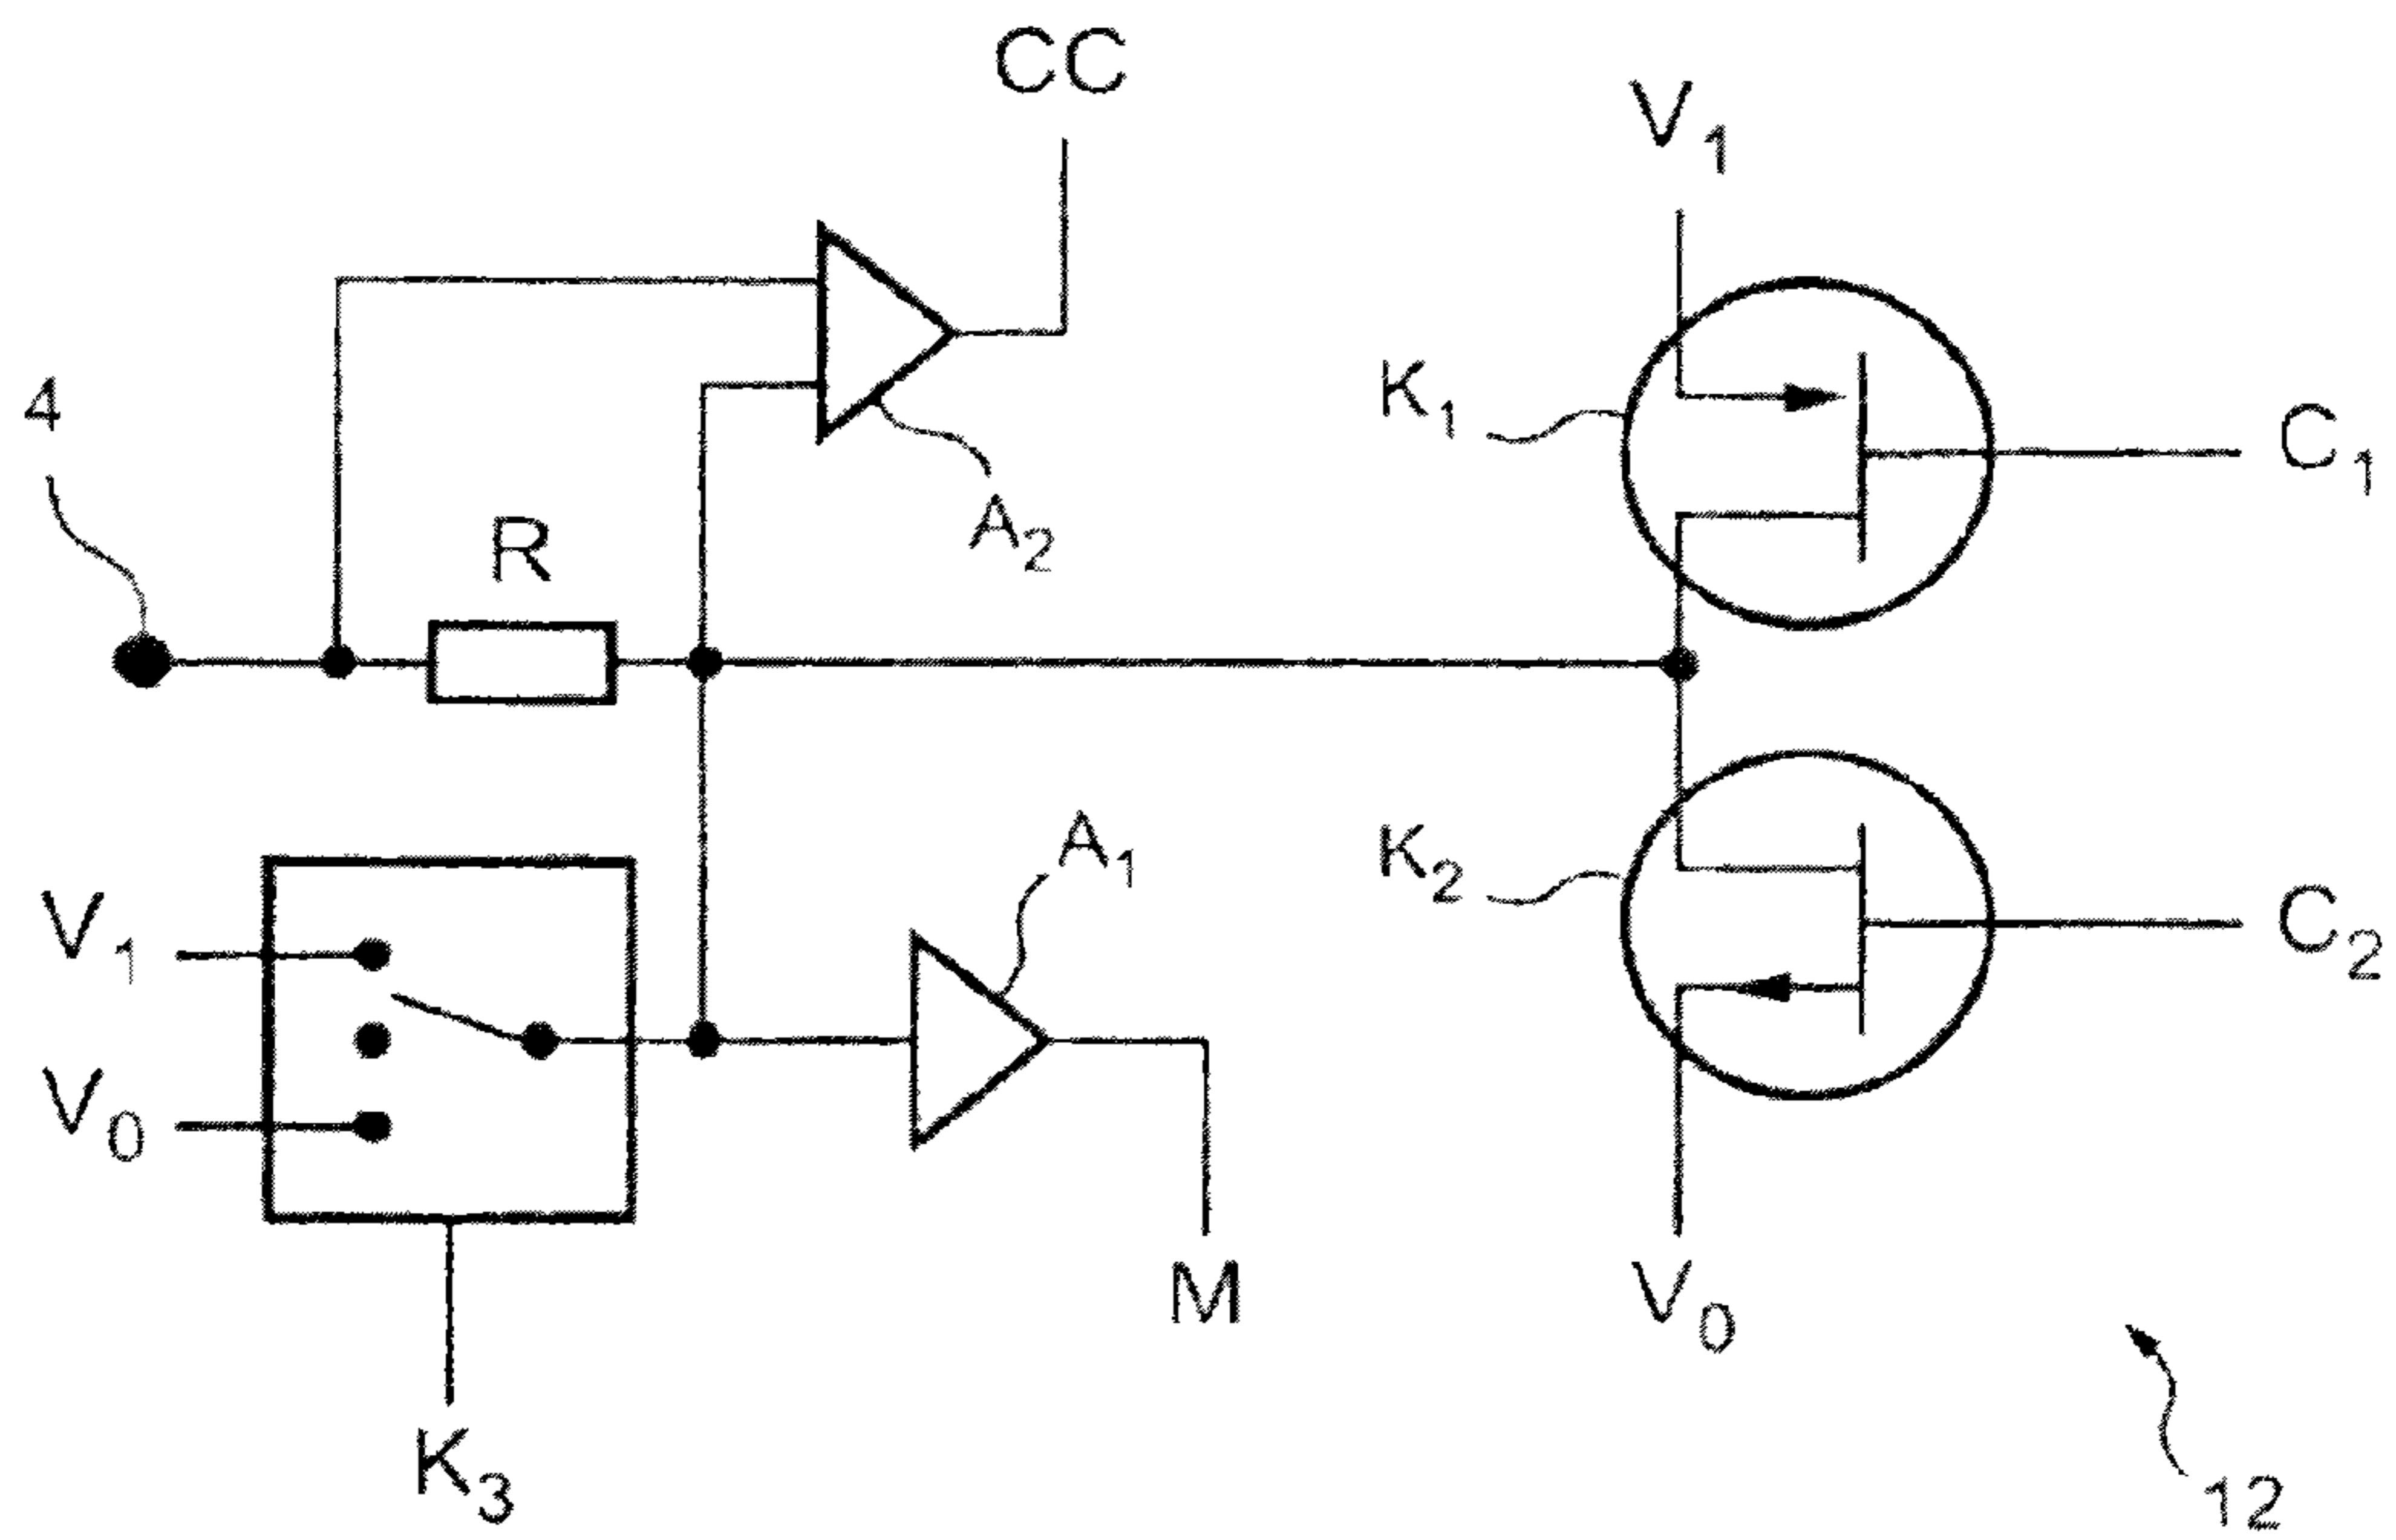 CC
V₁
4
K₁
C₁
A₂
R
A₁
K₂
V₁
C₂
V₀
M
V₀
K₃
12